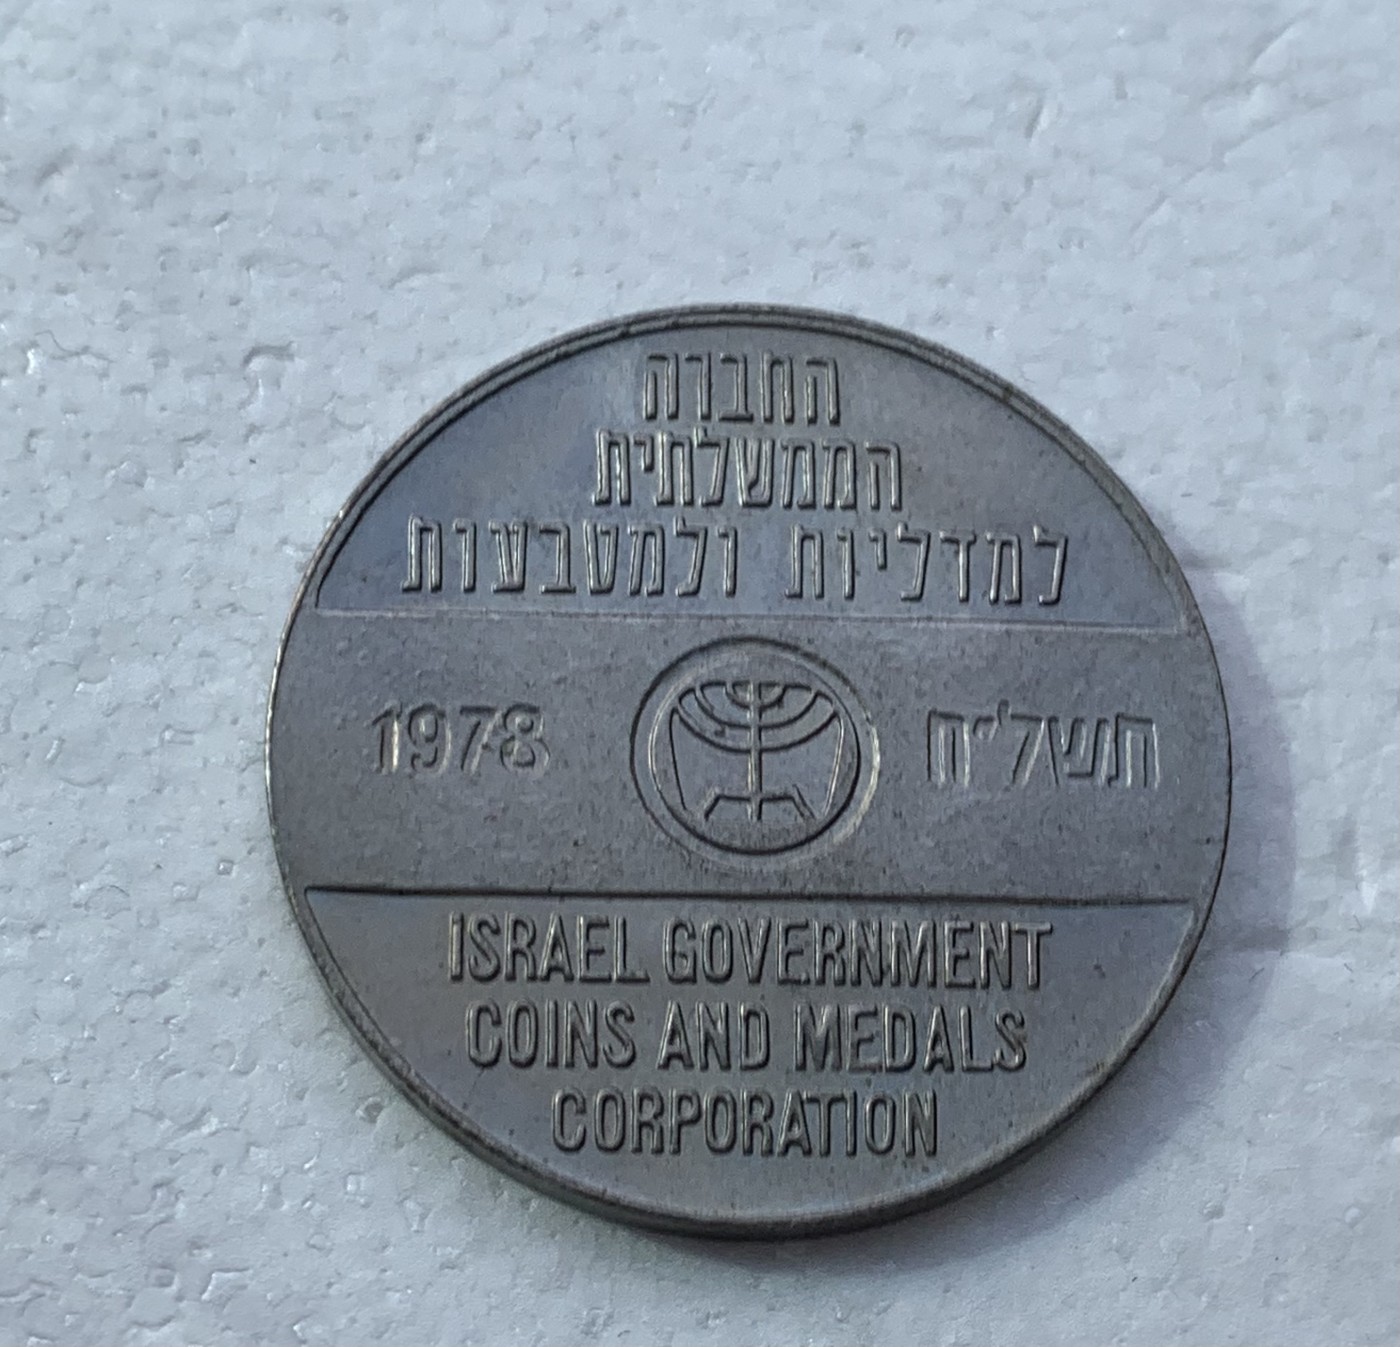 החברה
הממשלתית
למדליות ולמטבעות
1978 תשל״ח
ISRAEL GOVERNMENT
COINS AND MEDALS
CORPORATION